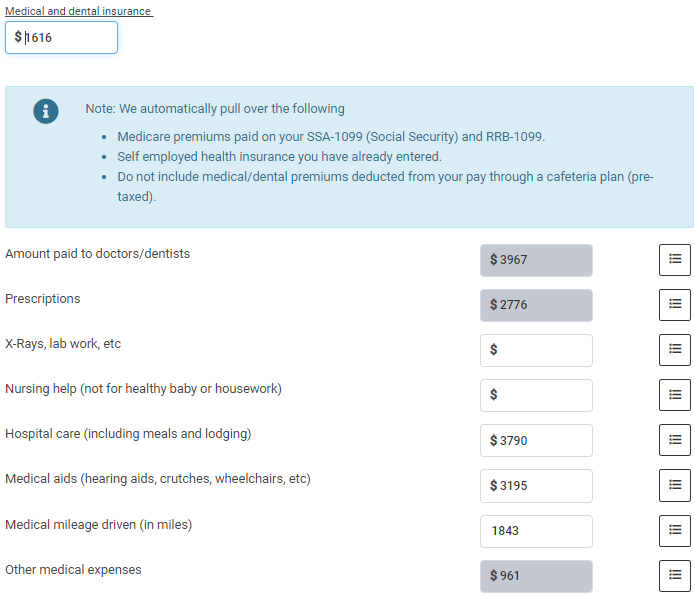 Medical and dental insurance
$ 1616
Note: We automatically pull over the following
• Medicare premiums paid on your SSA-1099 (Social Security) and RRB-1099.
• Self employed health insurance you have already entered.
• Do not include medical/dental premiums deducted from your pay through a cafeteria plan (pre-
taxed).
Amount paid to doctors/dentists $ 3967
Prescriptions $ 2776
X-Rays, lab work, etc $
Nursing help (not for healthy baby or housework) $
Hospital care (including meals and lodging) $ 3790
Medical aids (hearing aids, crutches, wheelchairs, etc) $ 3195
Medical mileage driven (in miles) 1843
Other medical expenses $ 961